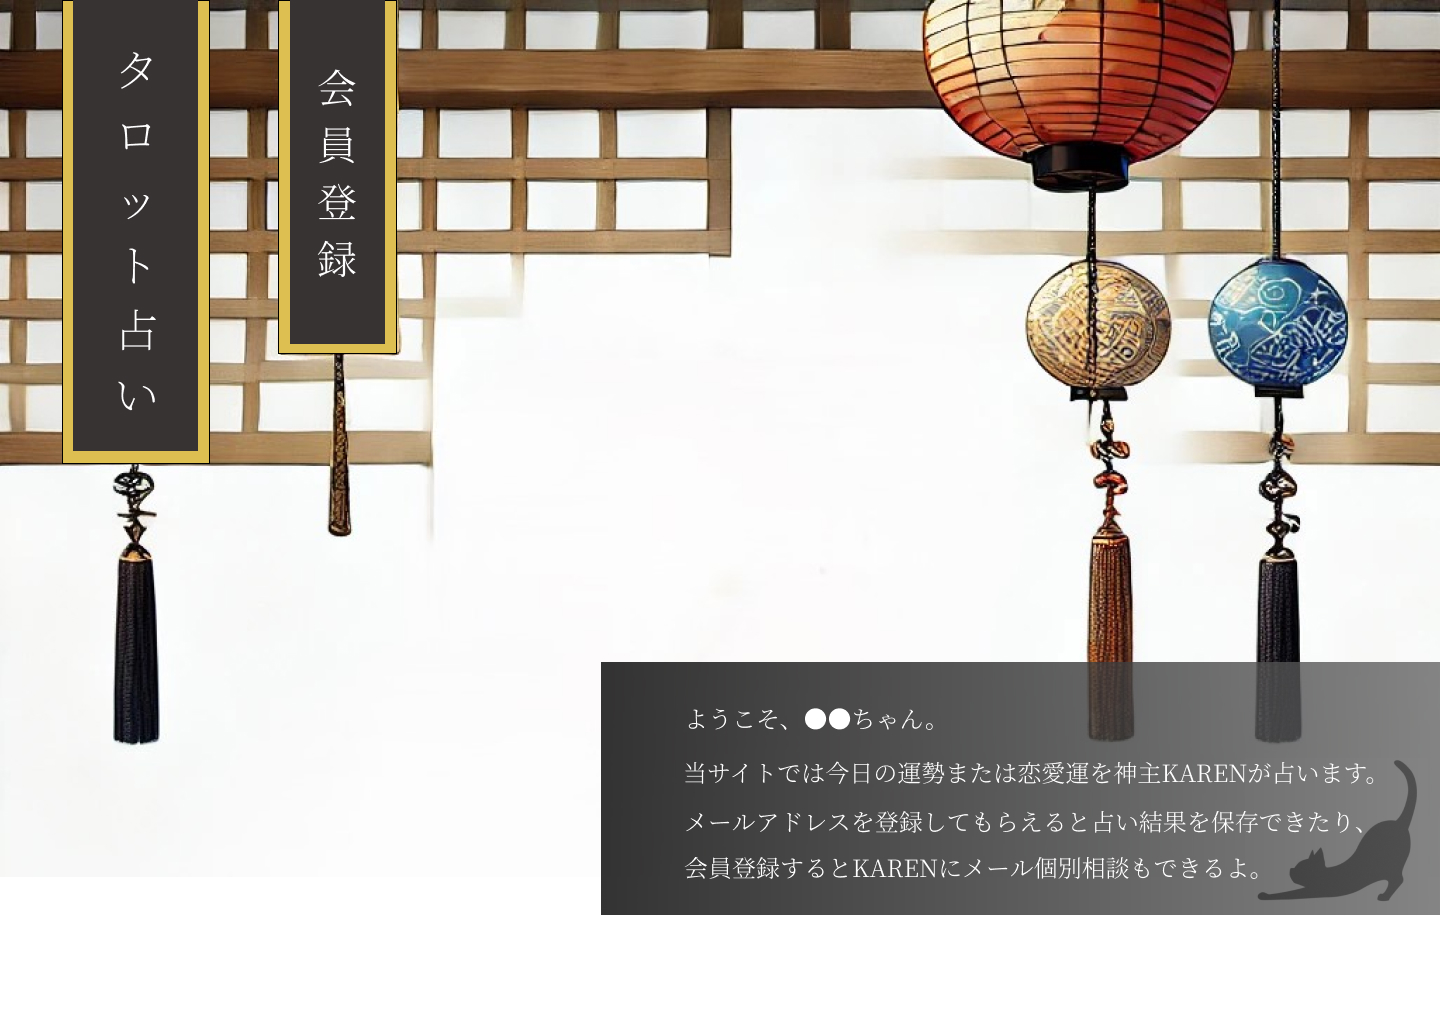 タロット占い
会員登録
ようこそ、●●ちゃん。
当サイトでは今日の運勢または恋愛運を神主KARENが占います。
メールアドレスを登録してもらえると占い結果を保存できたり、
会員登録するとKARENにメール個別相談もできるよ。